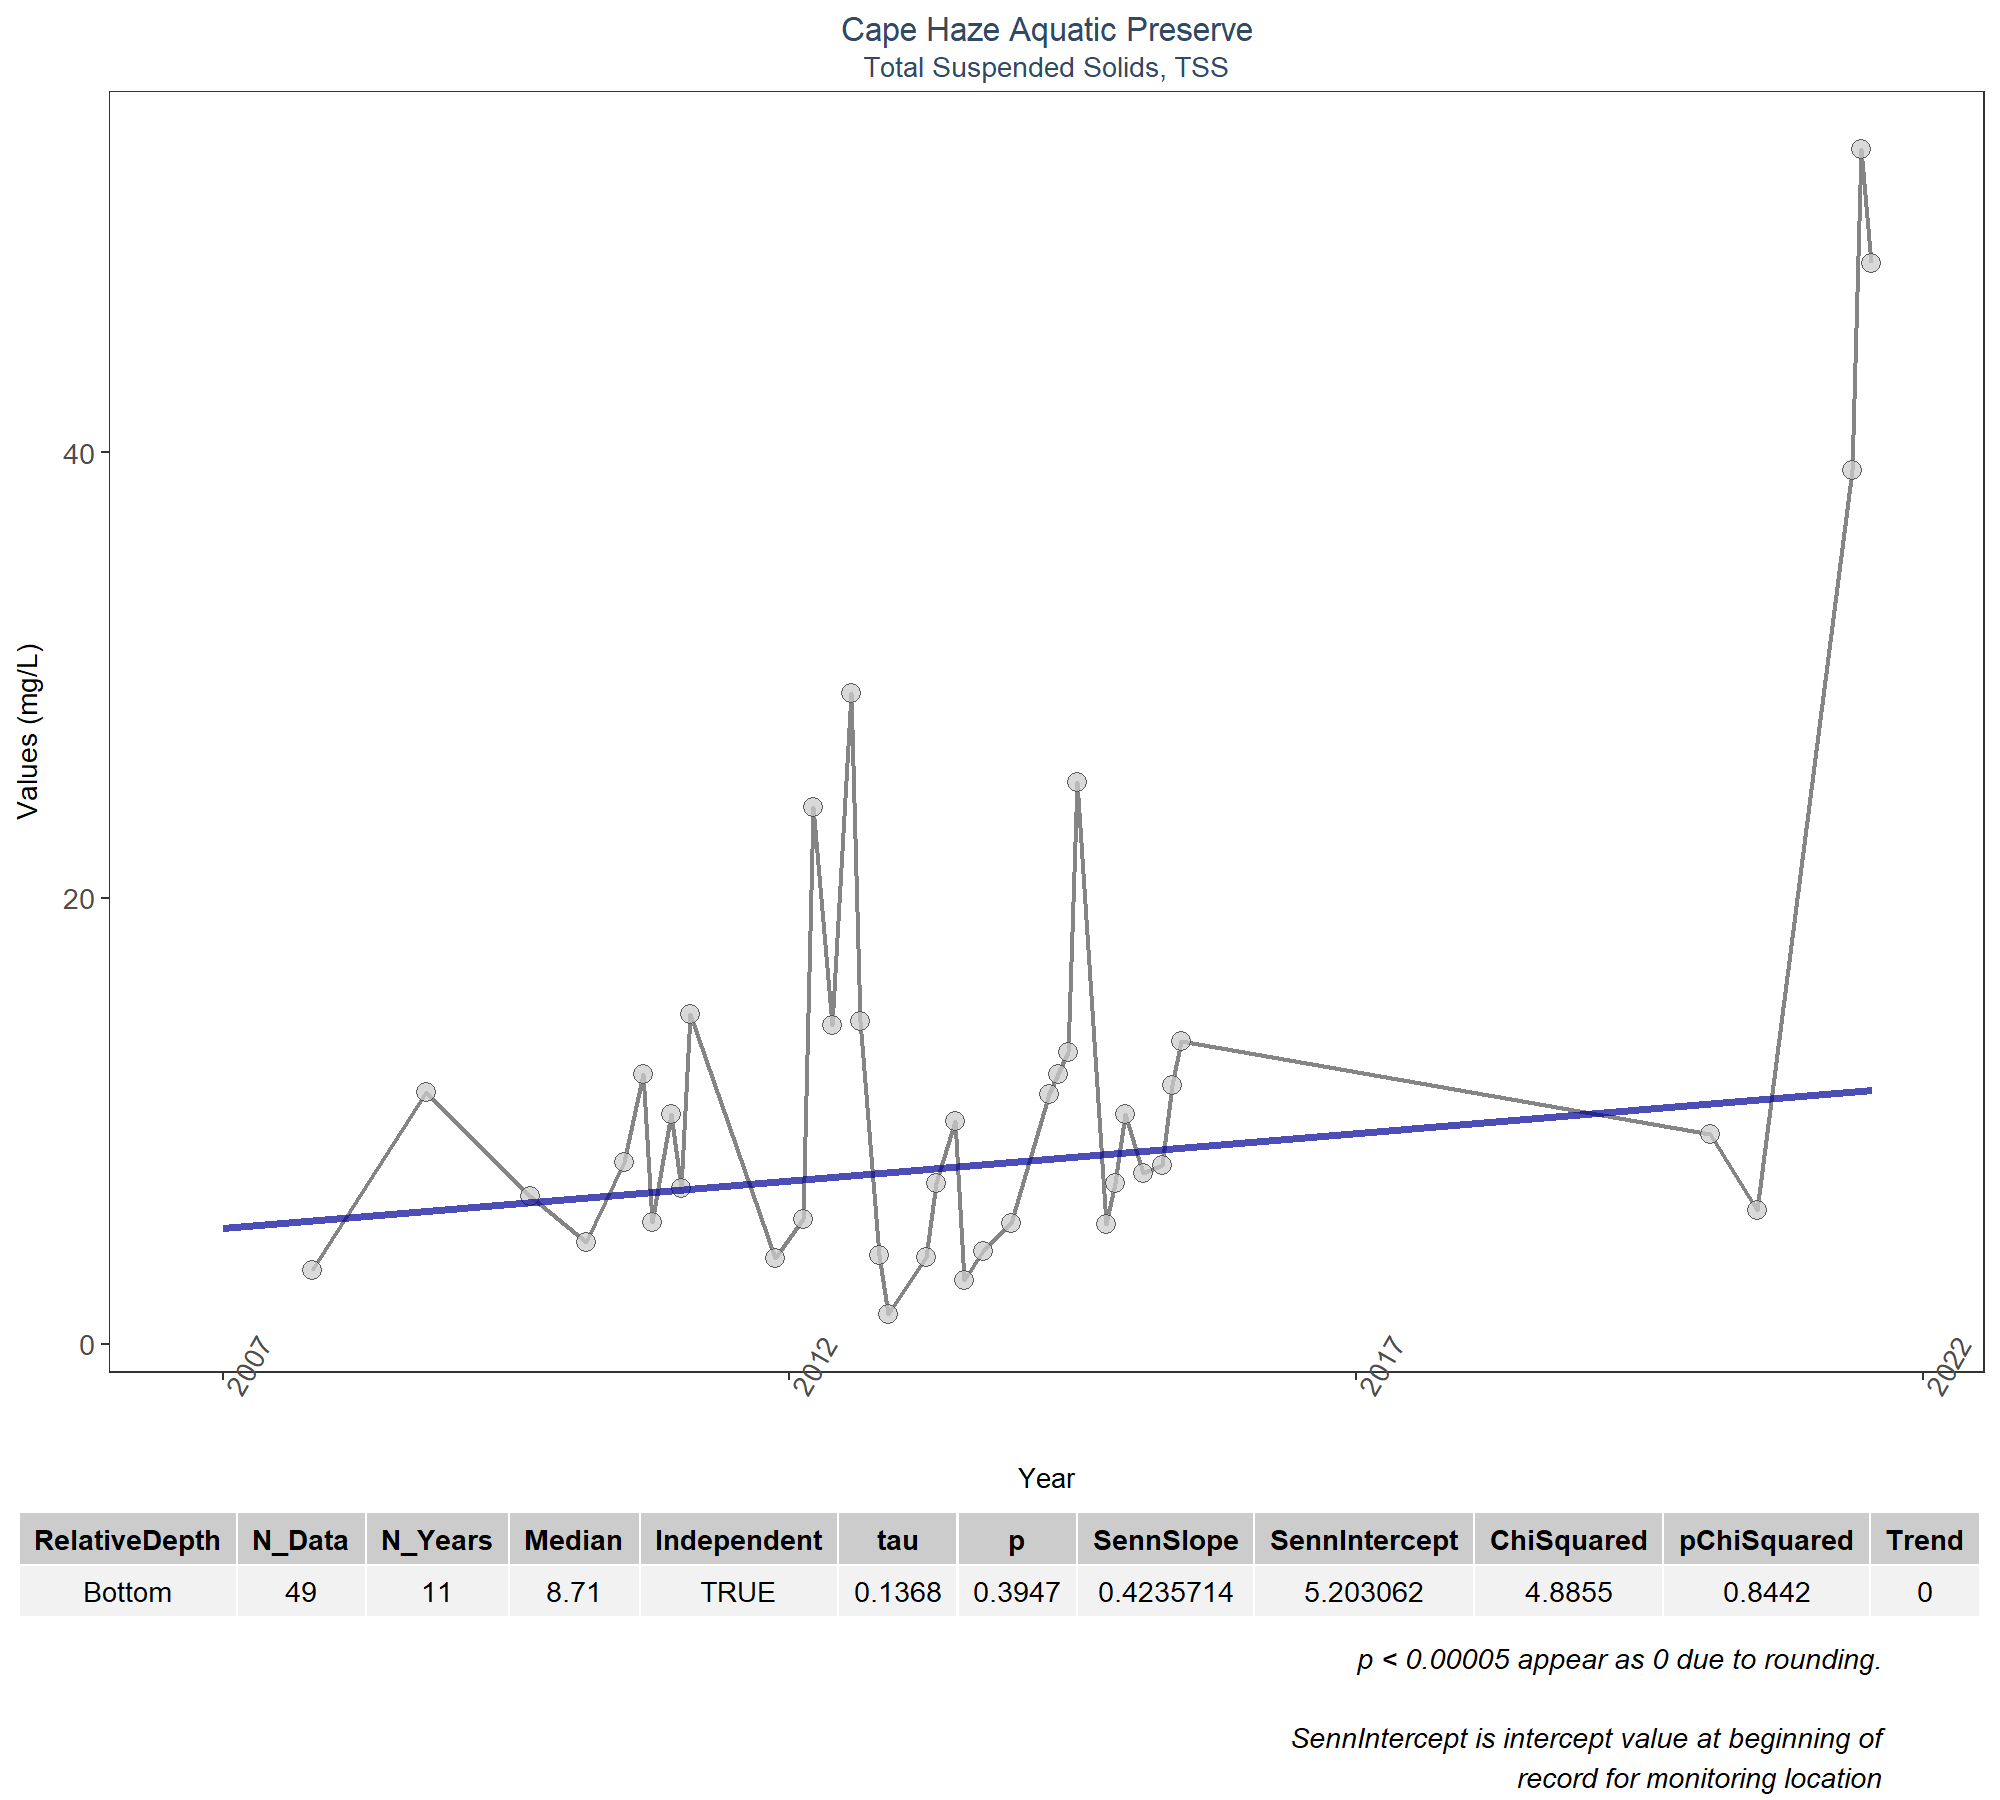 Cape Haze Aquatic Preserve
Total Suspended Solids, TSS
Values (mg/L)
40
20
0
2007 2012 2017 2022
Year
RelativeDepth N_Data N_Years Median Independent tau p SennSlope SennIntercept ChiSquared pChiSquared Trend
Bottom 49 11 8.71 TRUE 0.1368 0.3947 0.4235714 5.203062 4.8855 0.8442 0
p < 0.00005 appear as 0 due to rounding.
SennIntercept is intercept value at beginning of
record for monitoring location